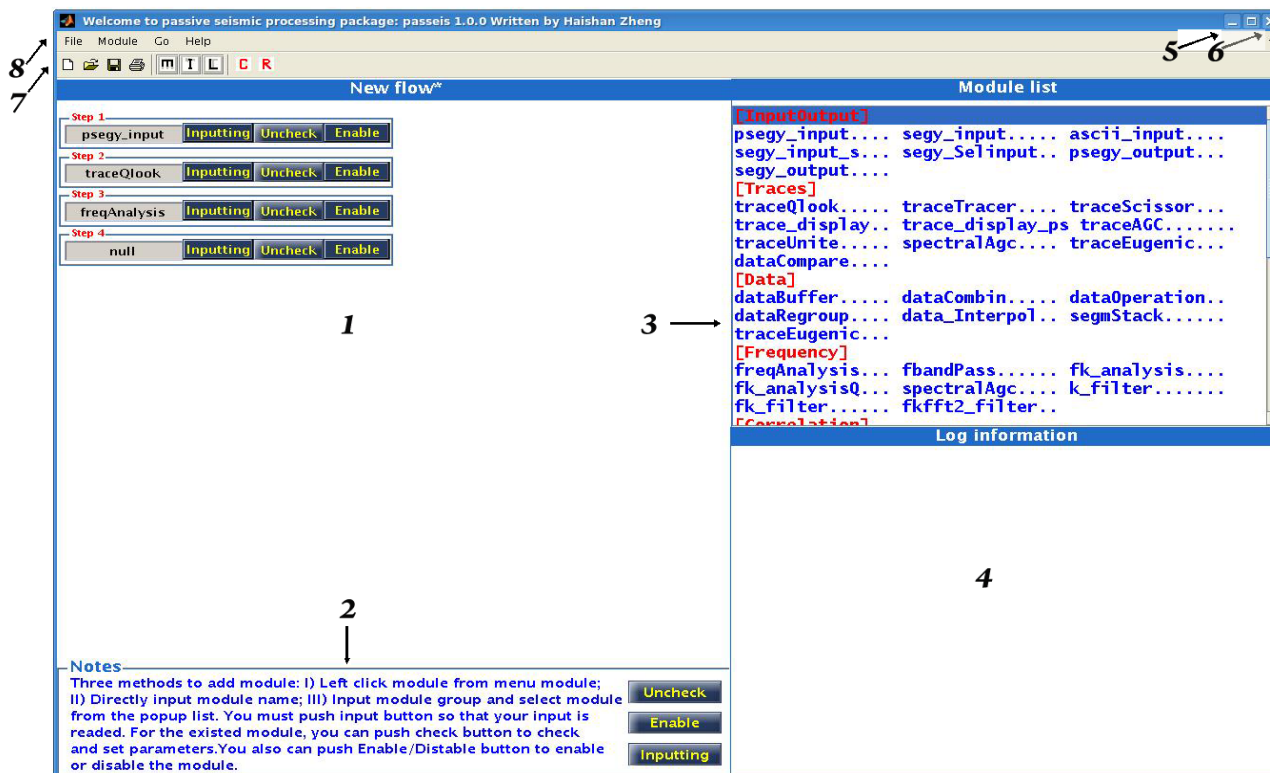 Welcome to passive seismic processing package: passeis 1.0.0 Written by Haishan Zheng
File Module Go Help
5 6
8
7
m T L C R
New flow*
Module list
Step 1
psegy_input Inputting Uncheck Enable
Step 2
traceQlook Inputting Uncheck Enable
Step 3
freqAnalysis Inputting Uncheck Enable
Step 4
null Inputting Uncheck Enable
1
3
[InputOutput]
psegy_input.... segy_input..... ascii_input....
segy_input_s... segy_Selinput.. psegy_output...
segy_output....
[Traces]
traceQlook..... traceTracer.... traceScissor...
trace_display.. trace_display_ps traceAGC.......
traceUnite..... spectralAgc.... traceEugenic...
dataCompare....
[Data]
dataBuffer..... dataCombin..... dataOperation..
dataRegroup.... data_Interpol.. segmStack......
traceEugenic...
[Frequency]
freqAnalysis... fbandPass...... fk_analysis....
fk_analysisQ... spectralAgc.... k_filter.......
fk_filter...... fkfft2_filter..
[Correlation]
Log information
4
2
Notes
Three methods to add module: I) Left click module from menu module;
II) Directly input module name; III) Input module group and select module
from the popup list. You must push input button so that your input is
readed. For the existed module, you can push check button to check
and set parameters.You also can push Enable/Distable button to enable
or disable the module.
Uncheck
Enable
Inputting